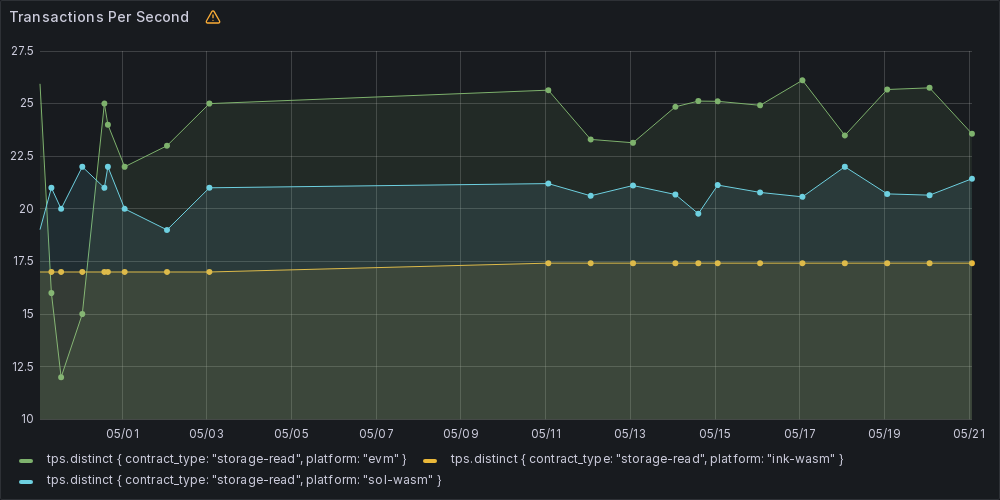 Transactions Per Second
27.5
25
22.5
20
17.5
15
12.5
10
05/01 05/03 05/05 05/07 05/09 05/11 05/13 05/15 05/17 05/19 05/21
tps.distinct { contract_type: "storage-read", platform: "evm" } tps.distinct { contract_type: "storage-read", platform: "ink-wasm" }
tps.distinct { contract_type: "storage-read", platform: "sol-wasm" }